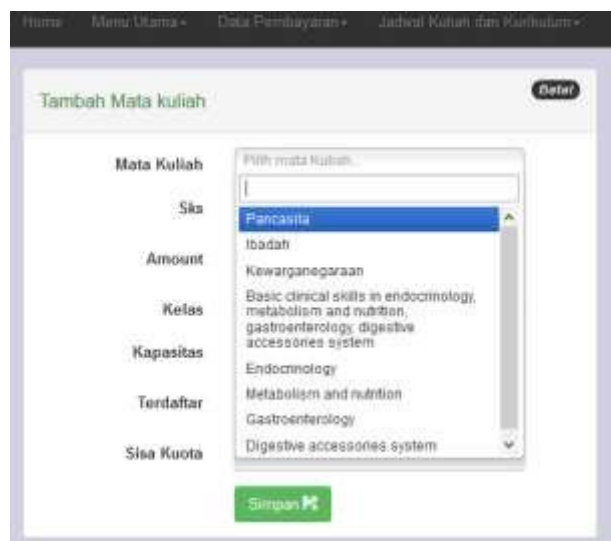 Home Menu Utama Data Pembayaran Jadwal Kuliah dan Kurikulum
Tambah Mata kuliah
Batal
Mata Kuliah
Pilih mata Kuliah..
Sks
Pancasila
Ibadah
Amount
Kewarganegaraan
Kelas
Basic clinical skills in endocrinology,
metabolism and nutrition,
gastroenterology, digestive
accessories system
Kapasitas
Endocrinology
Metabolism and nutrition
Terdaftar
Gastroenterology
Sisa Kuota
Digestive accessories system
Simpan